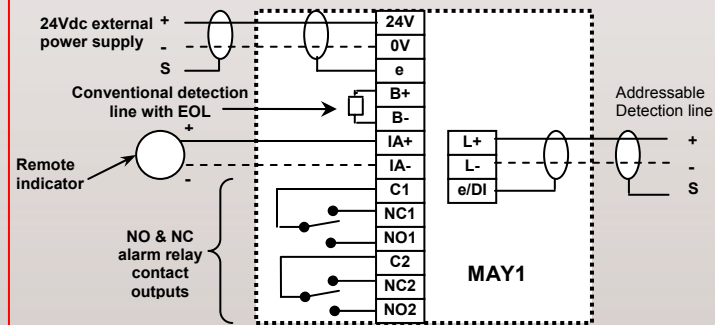 24Vdc external +
power supply -
S
Conventional detection
line with EOL
+
Remote
indicator
-
NO & NC
alarm relay
contact
outputs
24V
0V
e
B+
B-
IA+
IA-
C1
NC1
NO1
C2
NC2
NO2
L+
L-
e/DI
MAY1
Addressable
Detection line
+
-
S